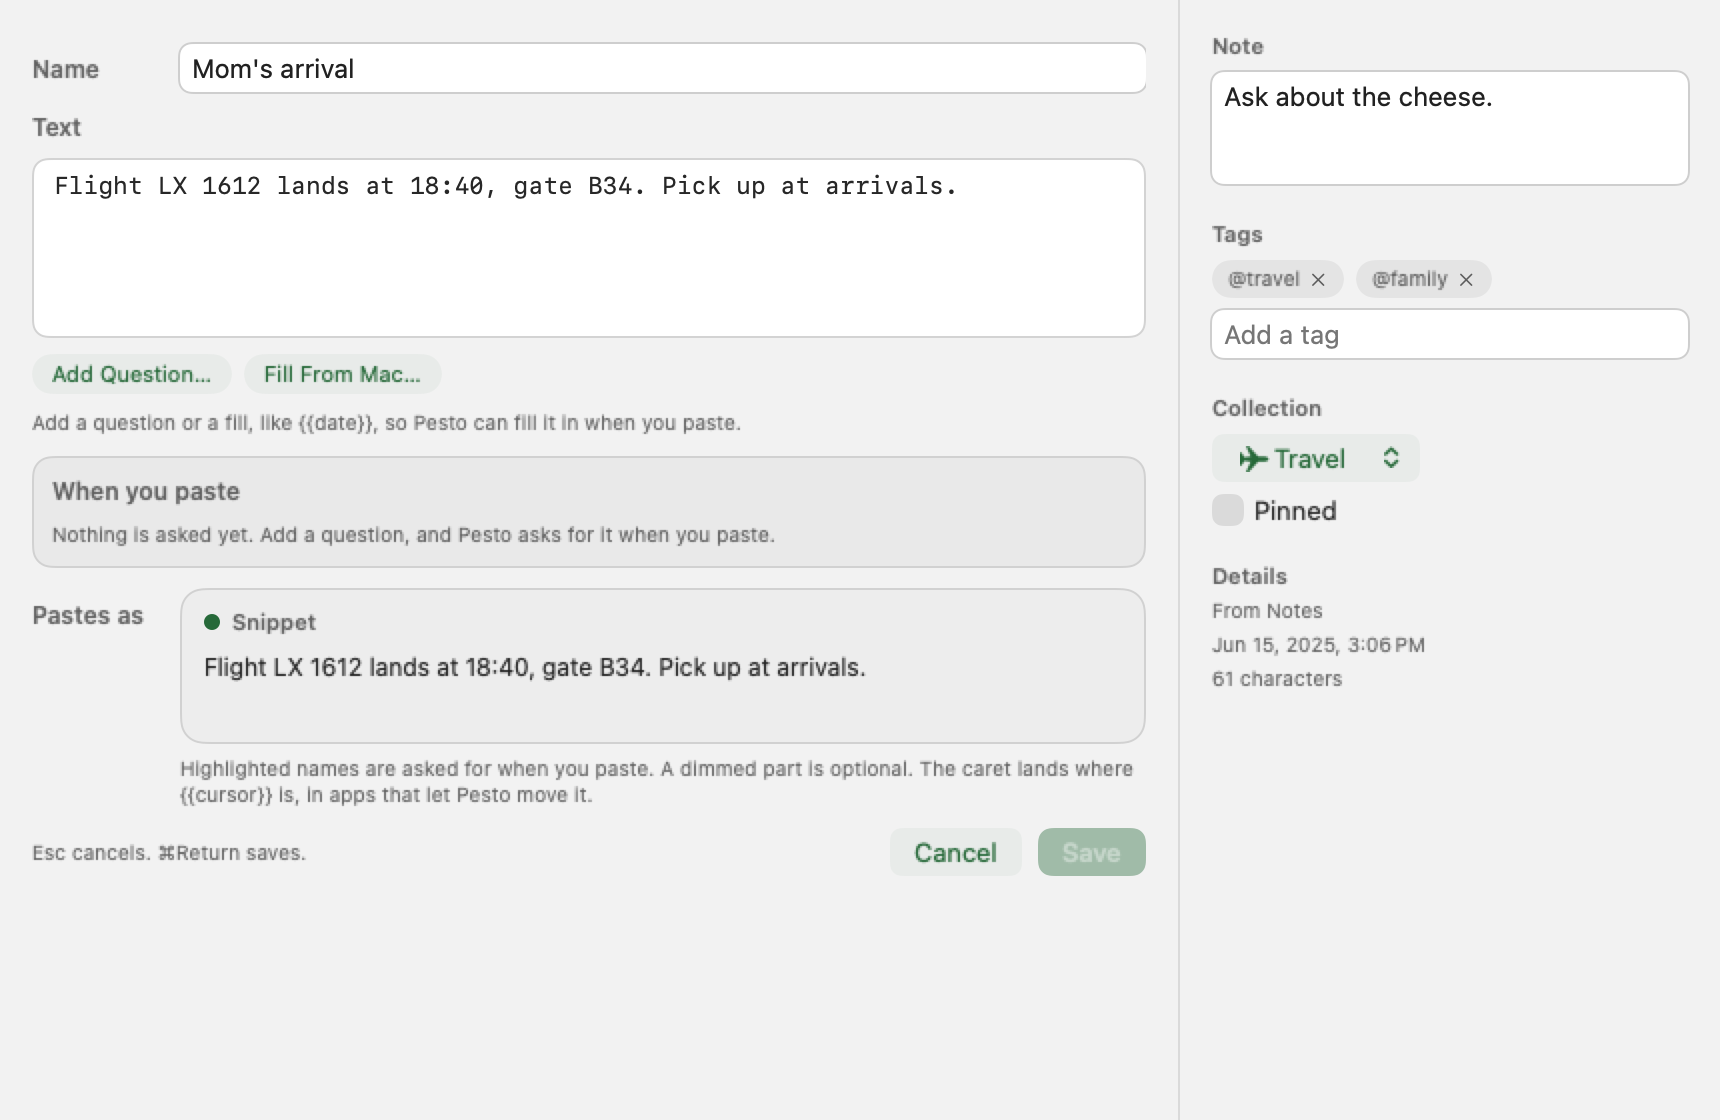 Name
Mom's arrival
Text
Flight LX 1612 lands at 18:40, gate B34. Pick up at arrivals.
Add Question...
Fill From Mac...
Add a question or a fill, like {{date}}, so Pesto can fill it in when you paste.
When you paste
Nothing is asked yet. Add a question, and Pesto asks for it when you paste.
Pastes as
Snippet
Flight LX 1612 lands at 18:40, gate B34. Pick up at arrivals.
Highlighted names are asked for when you paste. A dimmed part is optional. The caret lands where
{{cursor}} is, in apps that let Pesto move it.
Esc cancels. ⌘Return saves.
Cancel
Save
Note
Ask about the cheese.
Tags
@travel
@family
Add a tag
Collection
Travel
Pinned
Details
From Notes
Jun 15, 2025, 3:06 PM
61 characters